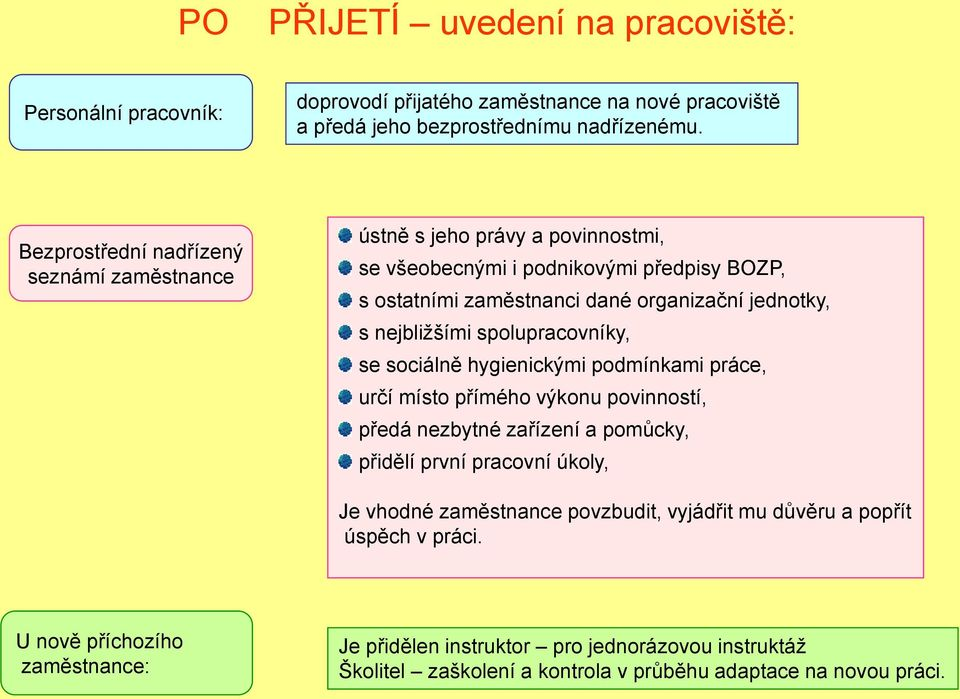 PO PŘIJETÍ – uvedení na pracoviště:
Personální pracovník:
doprovodí přijatého zaměstnance na nové pracoviště
a předá jeho bezprostřednímu nadřízenému.
Bezprostřední nadřízený
seznámí zaměstnance
ústně s jeho právy a povinnostmi,
se všeobecnými i podnikovými předpisy BOZP,
s ostatními zaměstnanci dané organizační jednotky,
s nejbližšími spolupracovníky,
se sociálně hygienickými podmínkami práce,
určí místo přímého výkonu povinností,
předá nezbytné zařízení a pomůcky,
přidělí první pracovní úkoly,
Je vhodné zaměstnance povzbudit, vyjádřit mu důvěru a popřít
úspěch v práci.
U nově příchozího
zaměstnance:
Je přidělen instruktor – pro jednorázovou instruktáž
Školitel – zaškolení a kontrola v průběhu adaptace na novou práci.